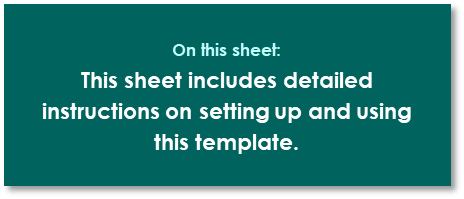 On this sheet:
This sheet includes detailed
instructions on setting up and using
this template.